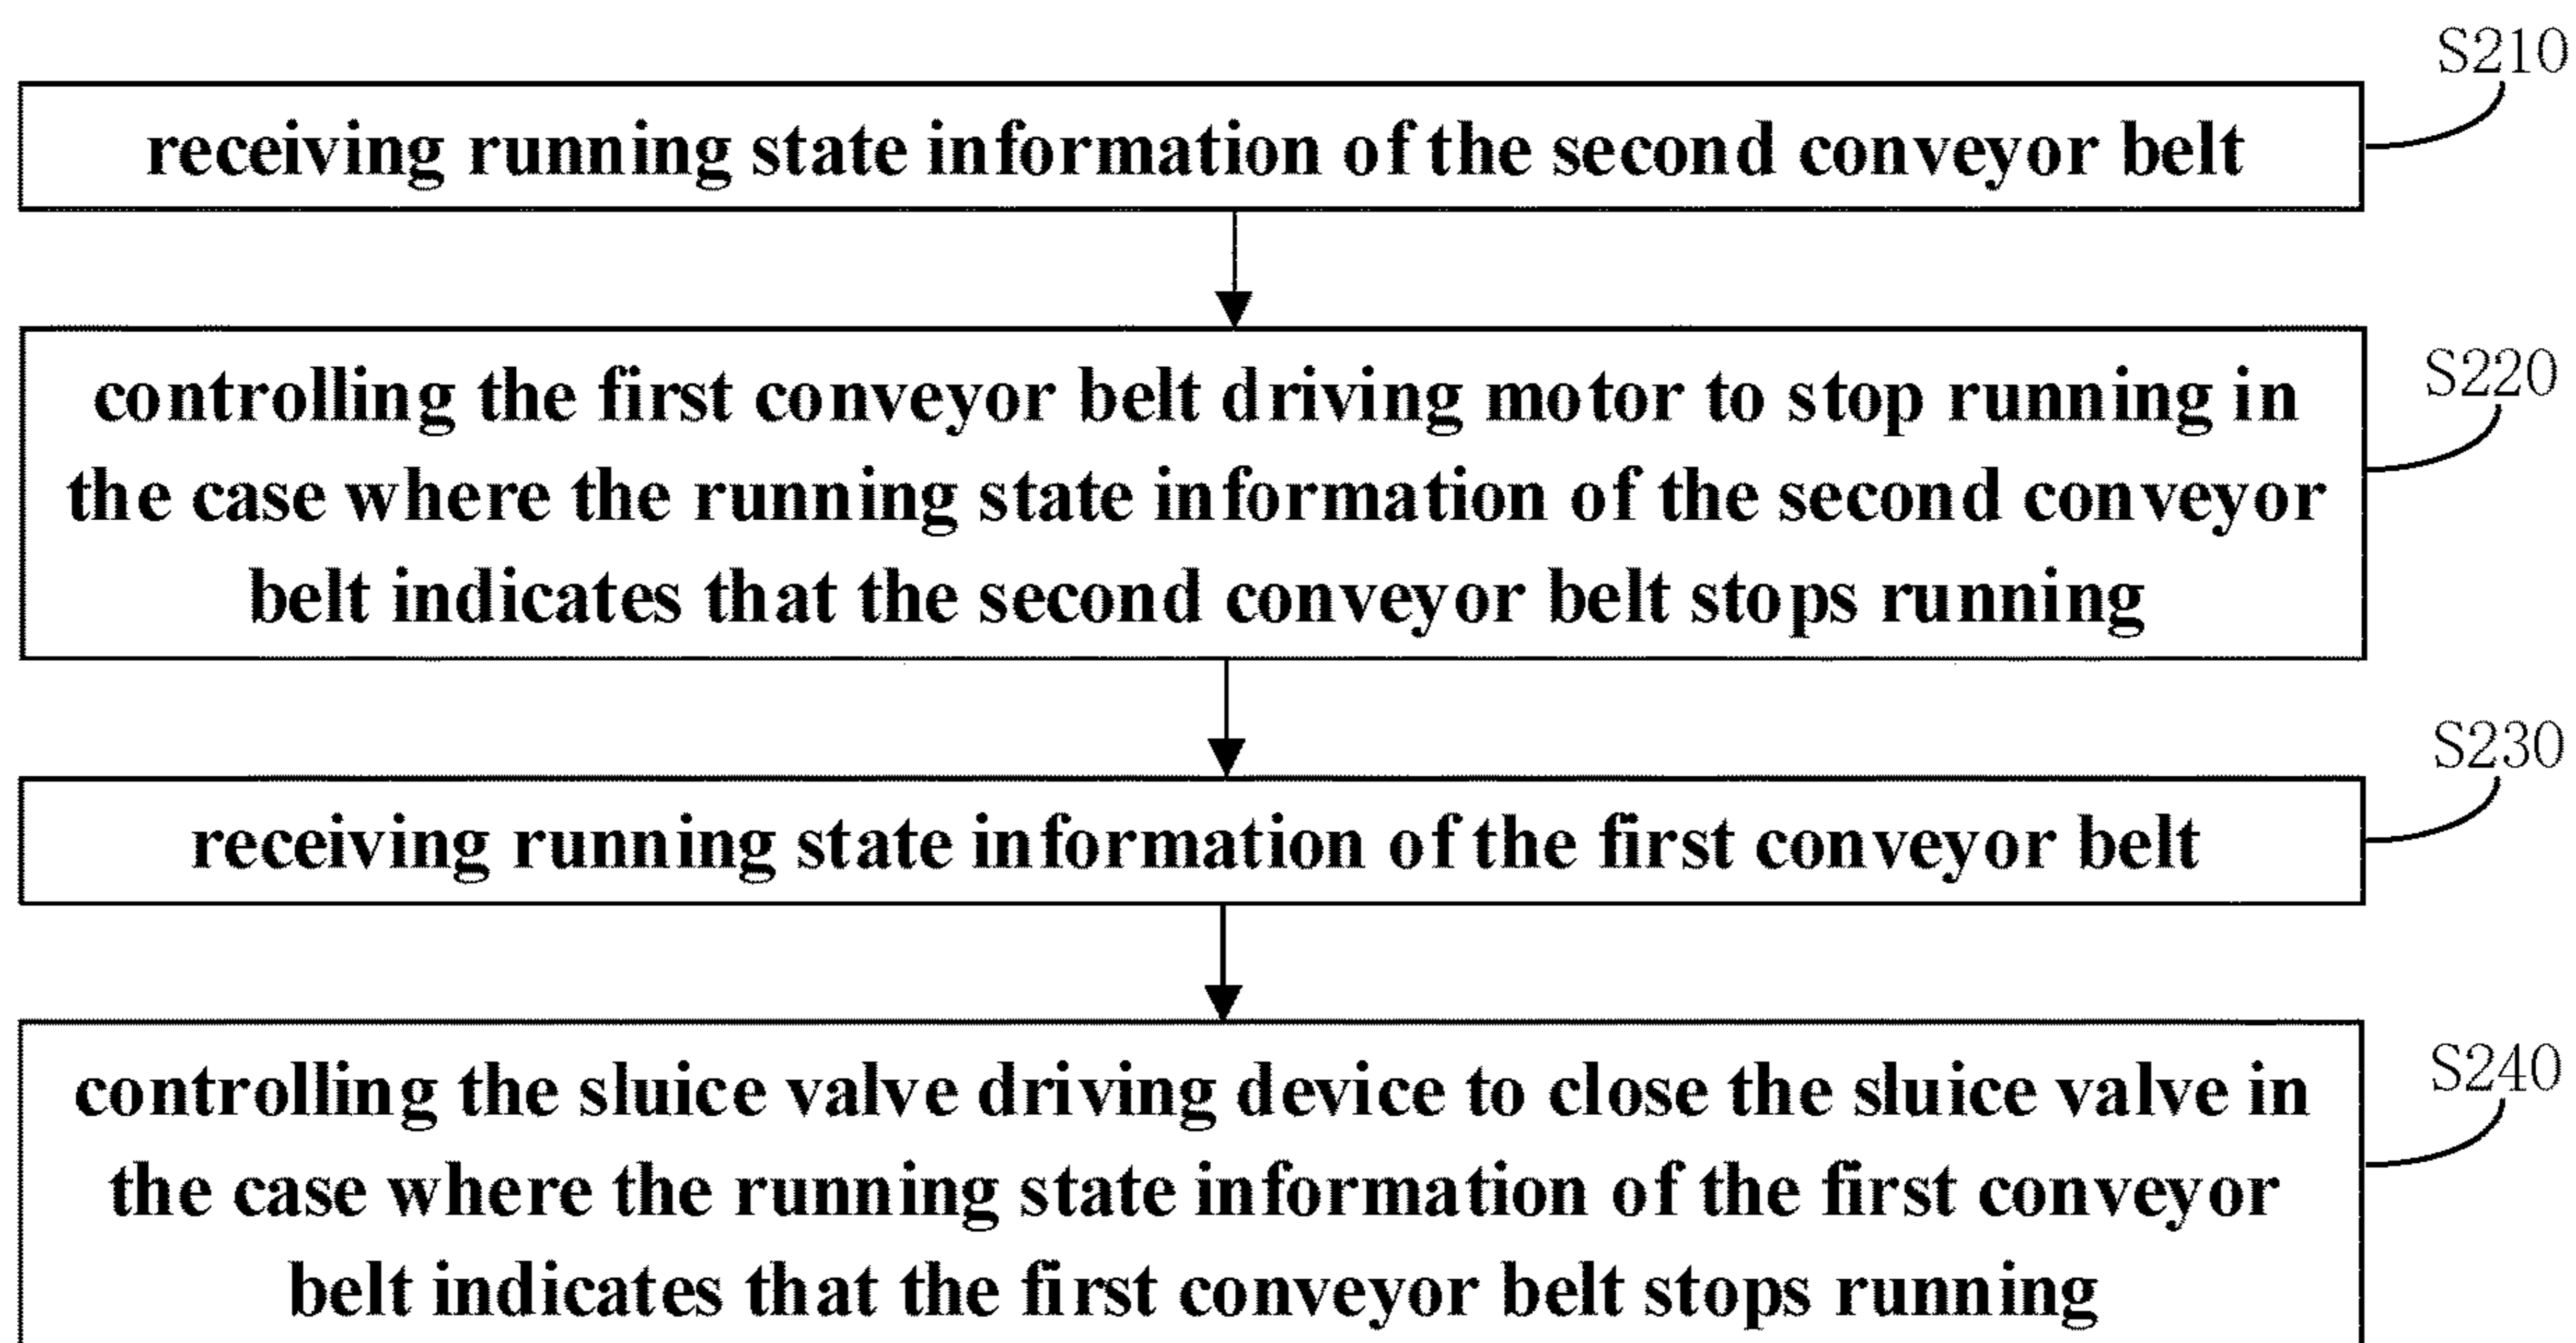 S210
receiving running state information of the second conveyor belt
S220
controlling the first conveyor belt driving motor to stop running in
the case where the running state information of the second conveyor
belt indicates that the second conveyor belt stops running
S230
receiving running state information of the first conveyor belt
S240
controlling the sluice valve driving device to close the sluice valve in
the case where the running state information of the first conveyor
belt indicates that the first conveyor belt stops running